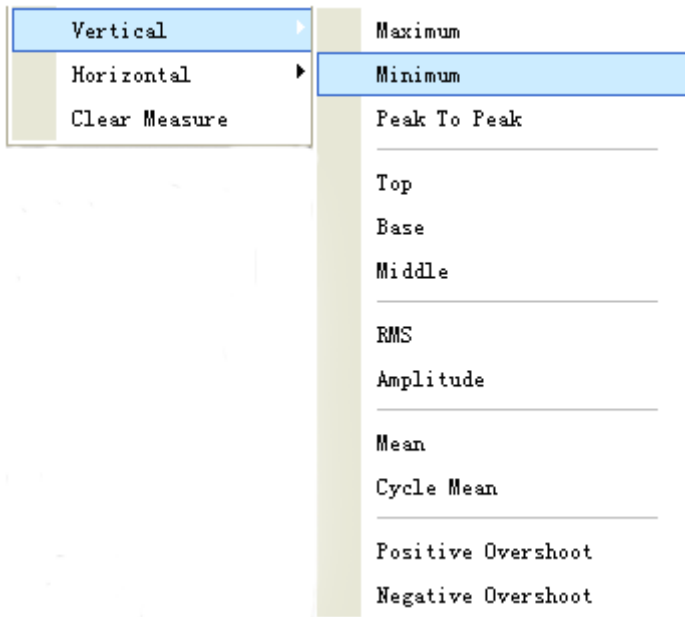 Vertical
Horizontal
Clear Measure
Maximum
Minimum
Peak To Peak
Top
Base
Middle
RMS
Amplitude
Mean
Cycle Mean
Positive Overshoot
Negative Overshoot